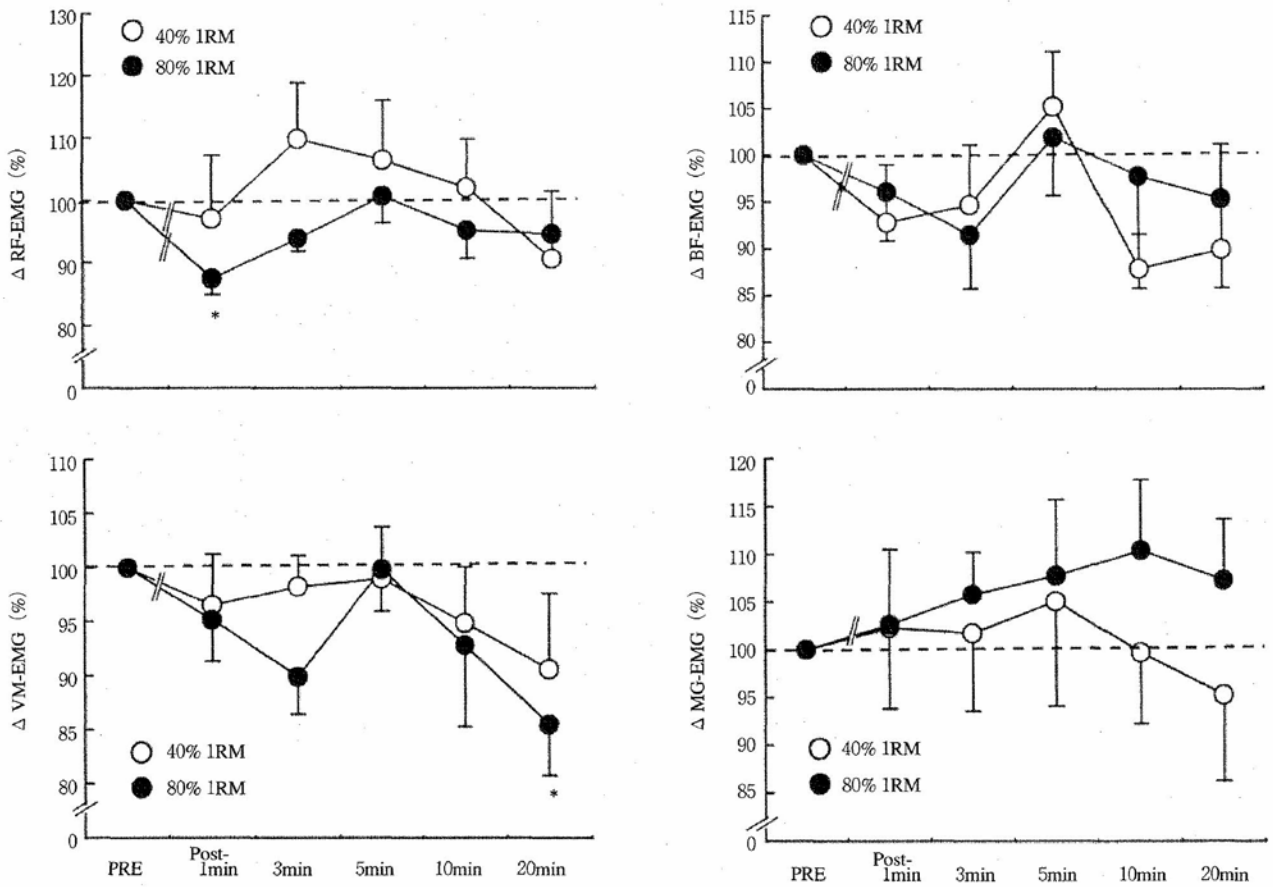 130
120
110
100
90
80
0
Δ RF-EMG (%)
40% 1RM
80% 1RM
*
115
110
105
100
95
90
85
80
0
Δ BF-EMG (%)
40% 1RM
80% 1RM
110
105
100
95
90
85
80
0
Δ VM-EMG (%)
40% 1RM
80% 1RM
*
PRE
Post-
1min
3min
5min
10min
20min
120
115
110
105
100
95
90
85
0
Δ MG-EMG (%)
40% 1RM
80% 1RM
PRE
Post-
1min
3min
5min
10min
20min